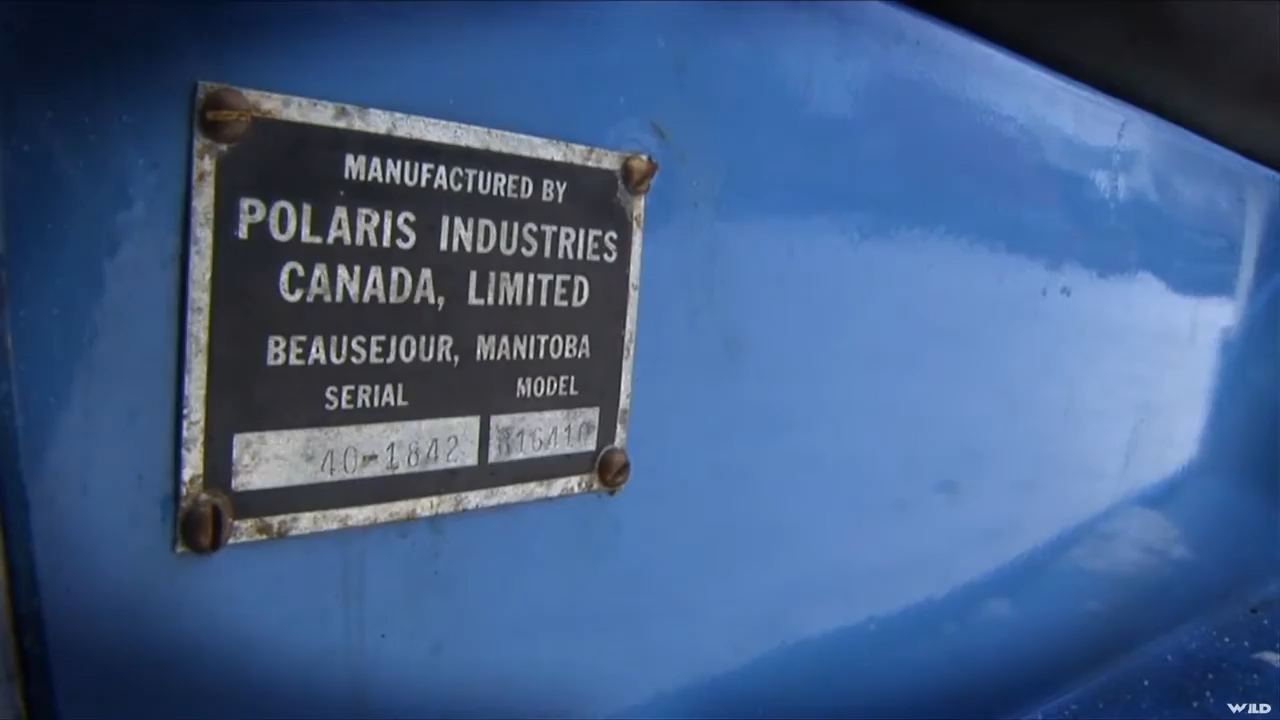 MANUFACTURED BY
POLARIS INDUSTRIES
CANADA, LIMITED
BEAUSEJOUR, MANITOBA
SERIAL MODEL
40-1842
WILD